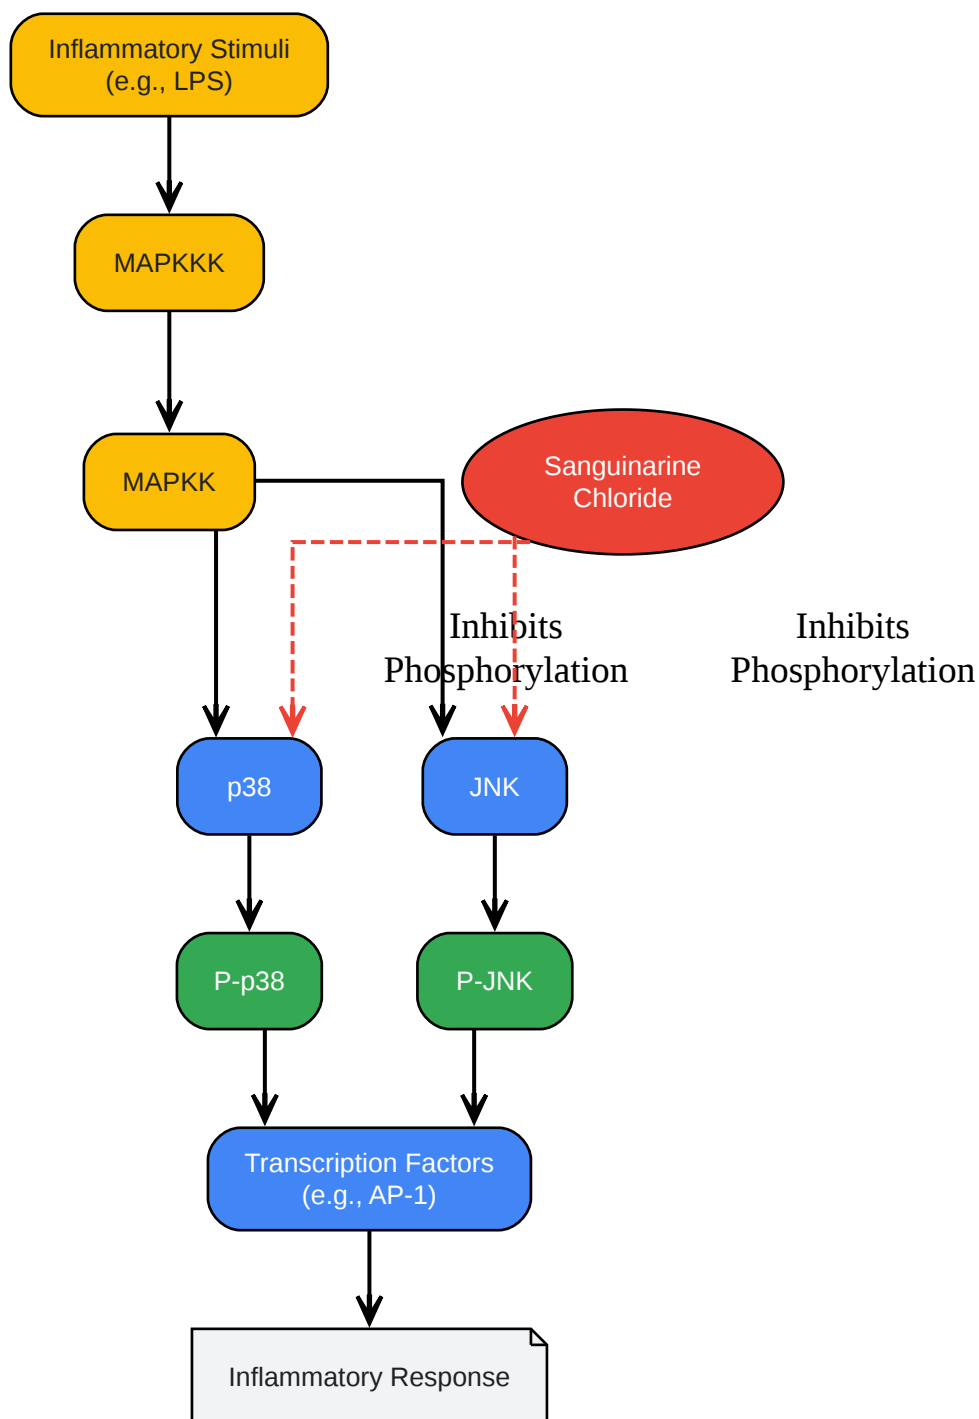 Inflammatory Stimuli
(e.g., LPS)
MAPKKK
MAPKK
Sanguinarine
Chloride
Inhibits
Phosphorylation
Inhibits
Phosphorylation
p38
JNK
P-p38
P-JNK
Transcription Factors
(e.g., AP-1)
Inflammatory Response